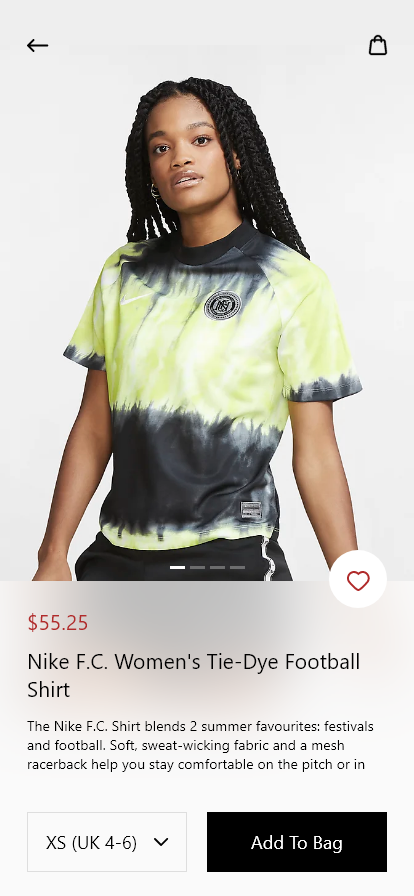 $55.25
Nike F.C. Women's Tie-Dye Football
Shirt
The Nike F.C. Shirt blends 2 summer favourites: festivals
and football. Soft, sweat-wicking fabric and a mesh
racerback help you stay comfortable on the pitch or in
XS (UK 4-6)
Add To Bag